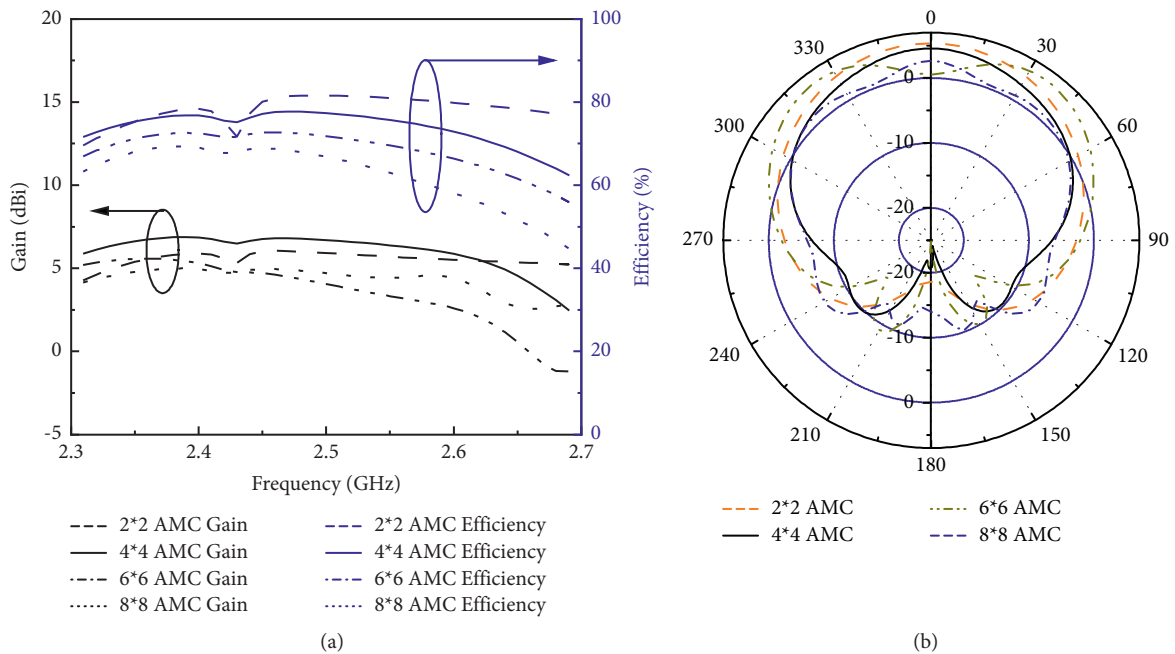 20
15
10
5
0
-5
Gain (dBi)
100
80
60
40
20
0
Efficiency (%)
2.3
2.4
2.5
2.6
2.7
Frequency (GHz)
2*2 AMC Gain
4*4 AMC Gain
6*6 AMC Gain
8*8 AMC Gain
2*2 AMC Efficiency
4*4 AMC Efficiency
6*6 AMC Efficiency
8*8 AMC Efficiency
(a)
0
30
60
90
120
150
180
210
240
270
300
330
0
-10
-20
-20
-10
0
2*2 AMC
4*4 AMC
6*6 AMC
8*8 AMC
(b)